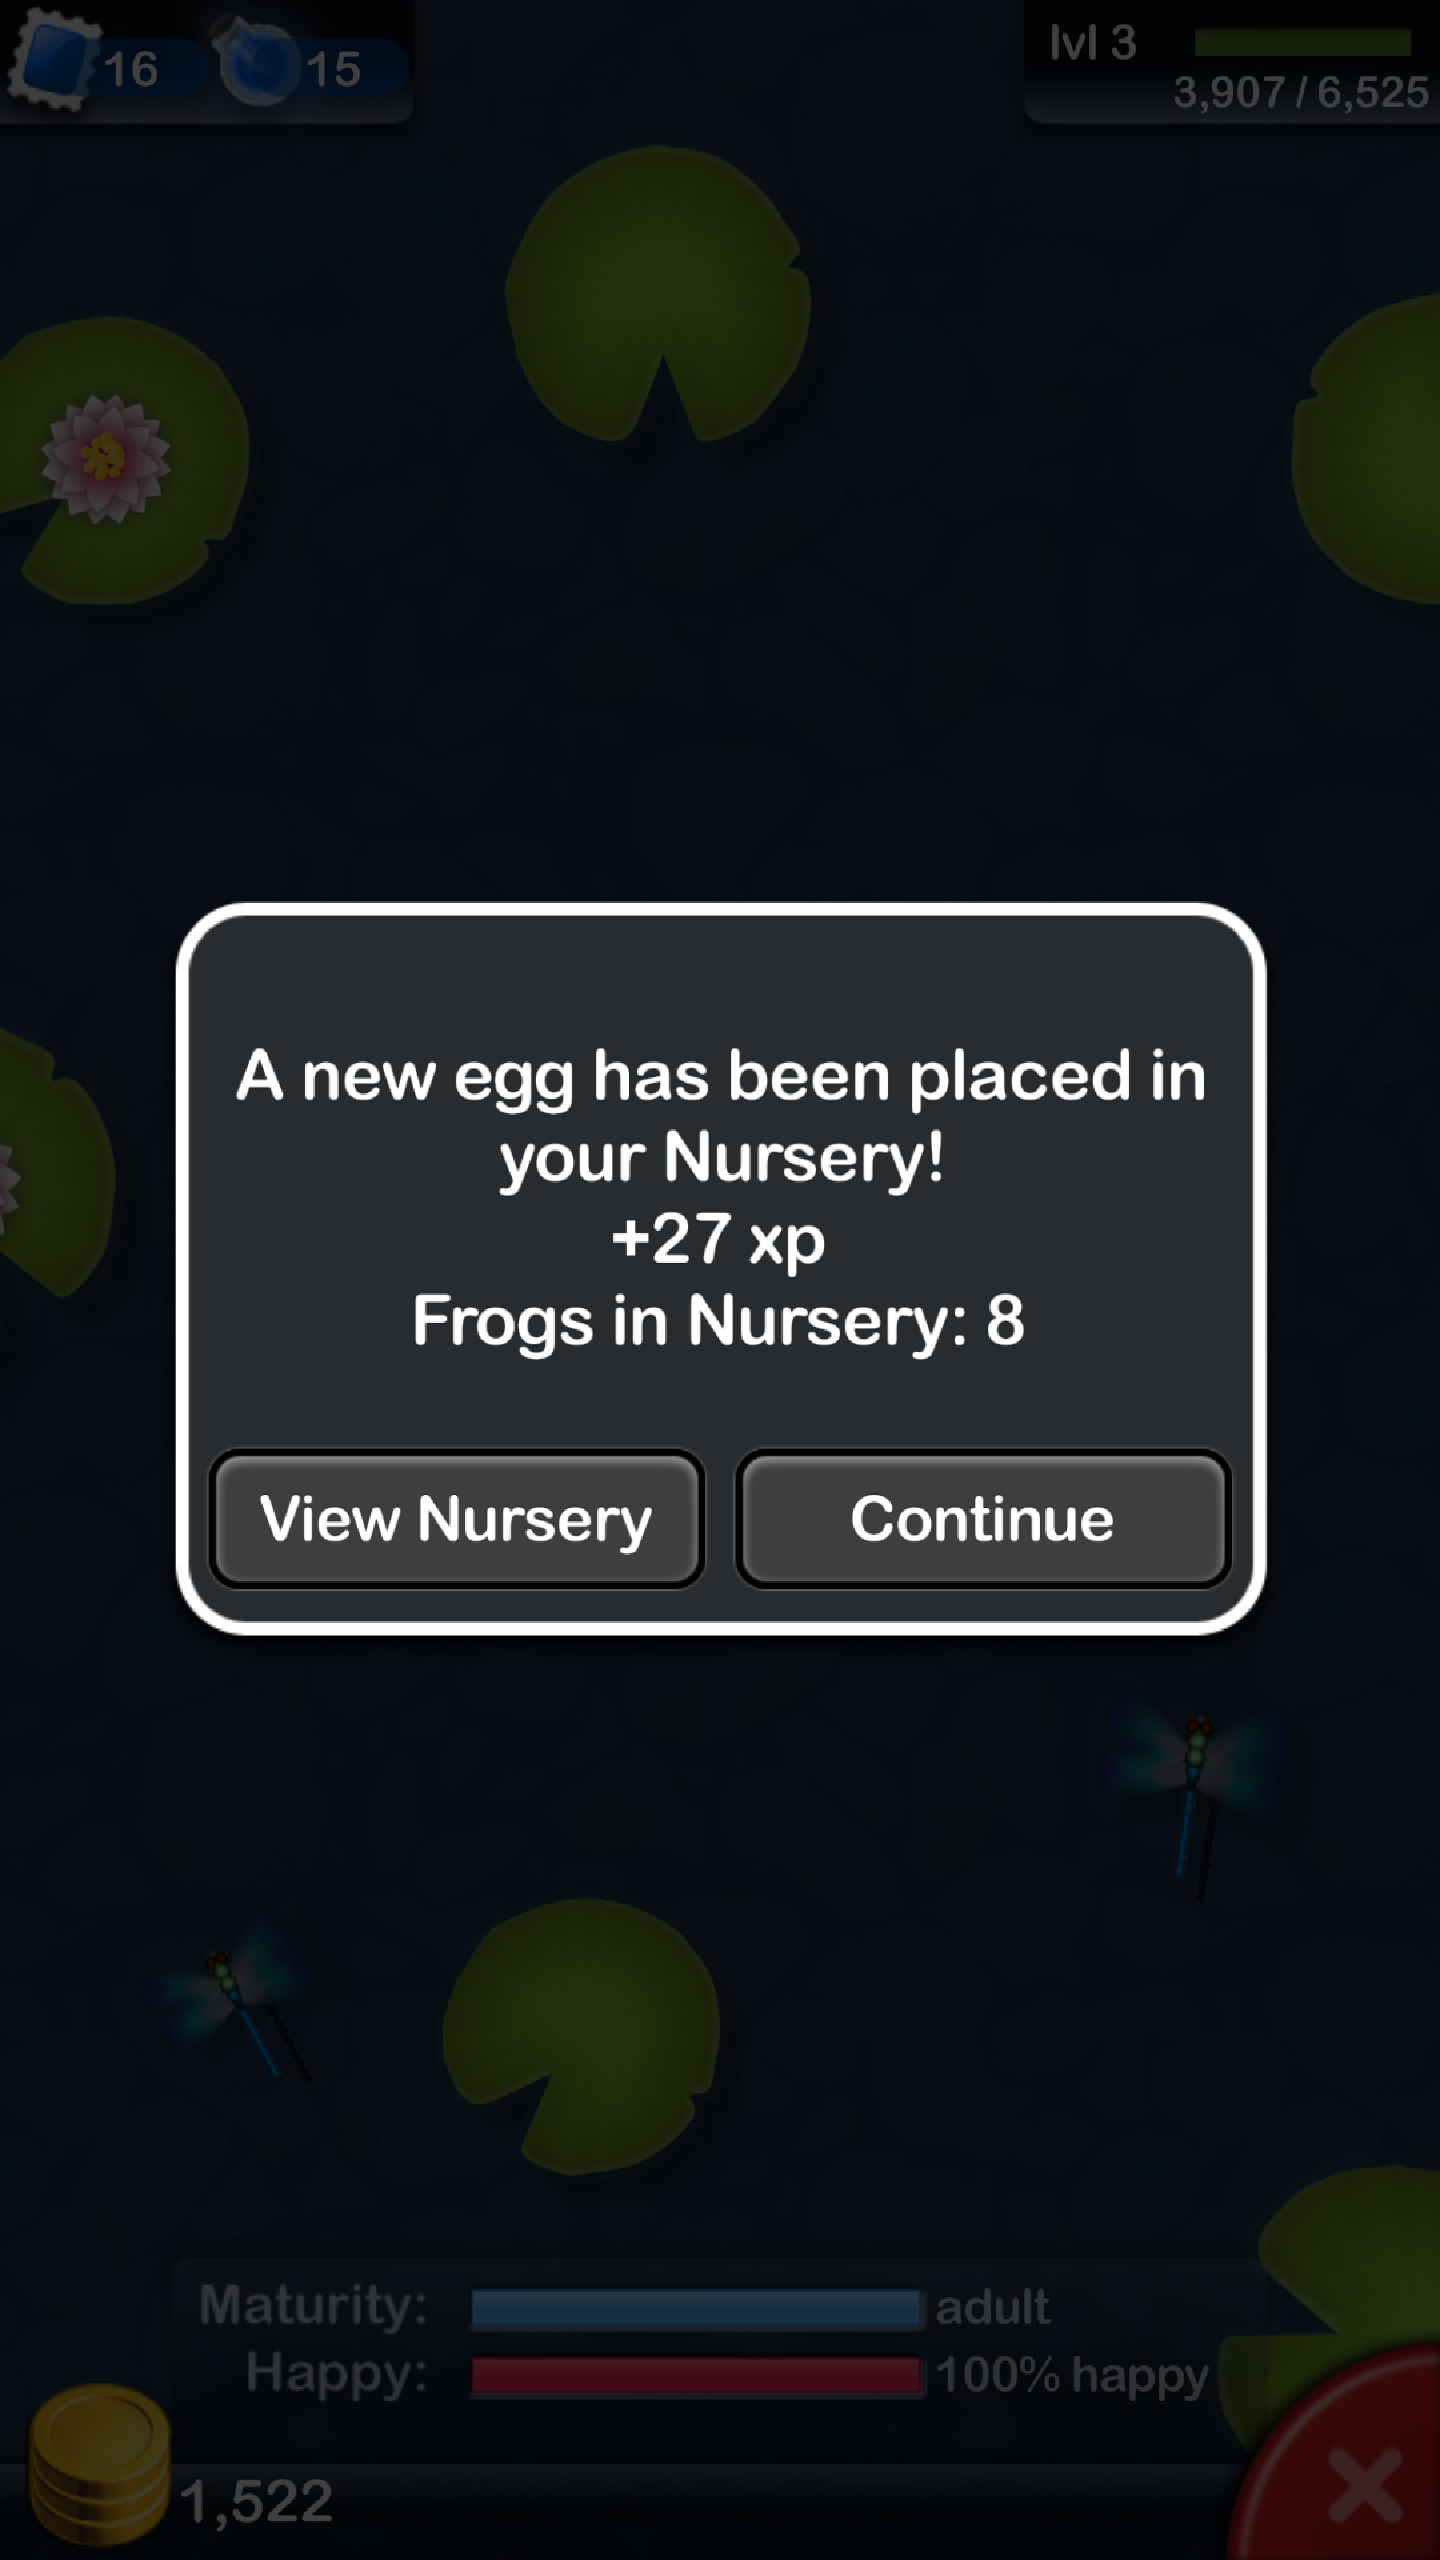 16 15
lvl 3
3,907 / 6,525
A new egg has been placed in
your Nursery!
+27 xp
Frogs in Nursery: 8
View Nursery Continue
Maturity: adult
Happy: 100% happy
1,522